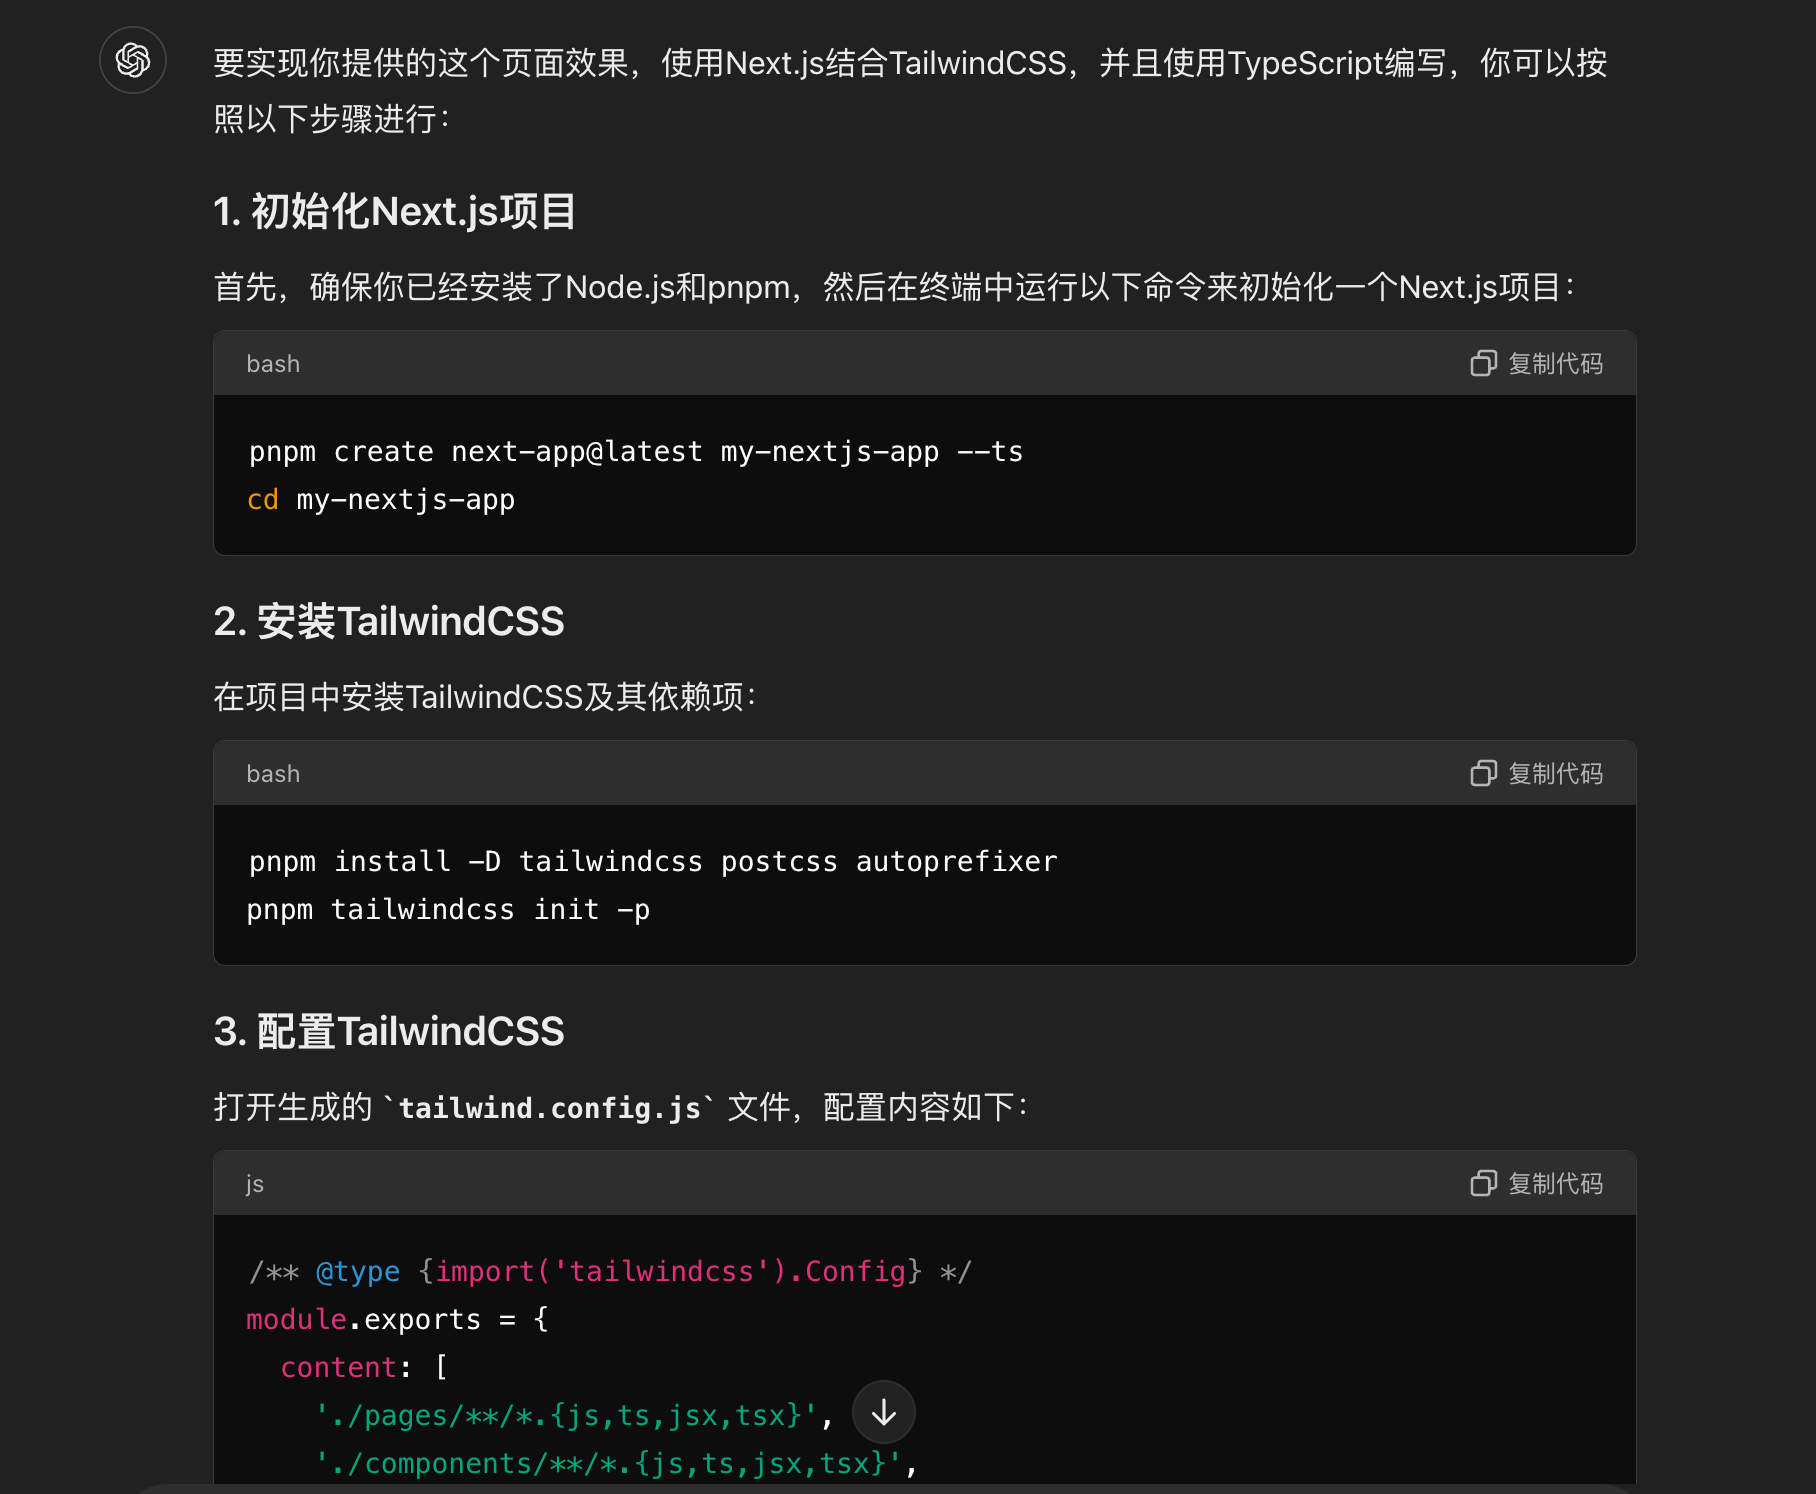 要实现你提供的这个页面效果，使用Next.js结合TailwindCSS，并且使用TypeScript编写，你可以按
照以下步骤进行：
1. 初始化Next.js项目
首先，确保你已经安装了Node.js和pnpm，然后在终端中运行以下命令来初始化一个Next.js项目：
bash
复制代码
pnpm create next-app@latest my-nextjs-app --ts
cd my-nextjs-app
2. 安装TailwindCSS
在项目中安装TailwindCSS及其依赖项：
bash
复制代码
pnpm install -D tailwindcss postcss autoprefixer
pnpm tailwindcss init -p
3. 配置TailwindCSS
打开生成的 `tailwind.config.js` 文件，配置内容如下：
js
复制代码
/** @type {import('tailwindcss').Config} */
module.exports = {
  content: [
    './pages/**/*.{js,ts,jsx,tsx}',
    './components/**/*.{js,ts,jsx,tsx}',